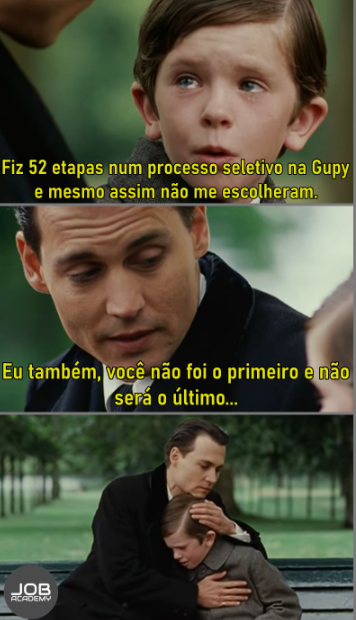 Fiz 52 etapas num processo seletivo na Gupy
e mesmo assim não me escolheram.
Eu também, você não foi o primeiro e não
será o último...
JOB
ACADEMY